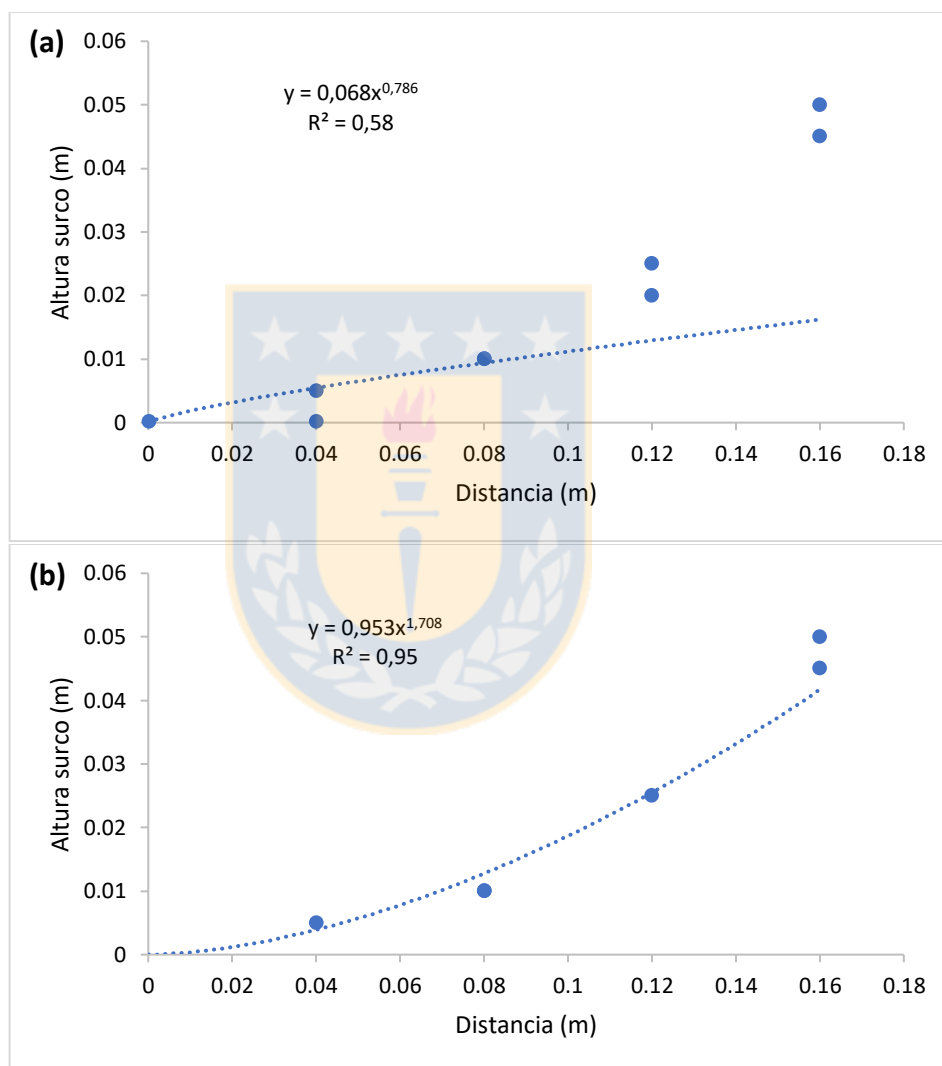 (a)
y = 0,068x^0,786
R² = 0,58
0.06
0.05
0.04
0.03
0.02
0.01
0
Altura surco (m)
0 0.02 0.04 0.06 0.08 0.1 0.12 0.14 0.16 0.18
Distancia (m)
(b)
y = 0,953x^1,708
R² = 0,95
0.06
0.05
0.04
0.03
0.02
0.01
0
Altura surco (m)
0 0.02 0.04 0.06 0.08 0.1 0.12 0.14 0.16 0.18
Distancia (m)